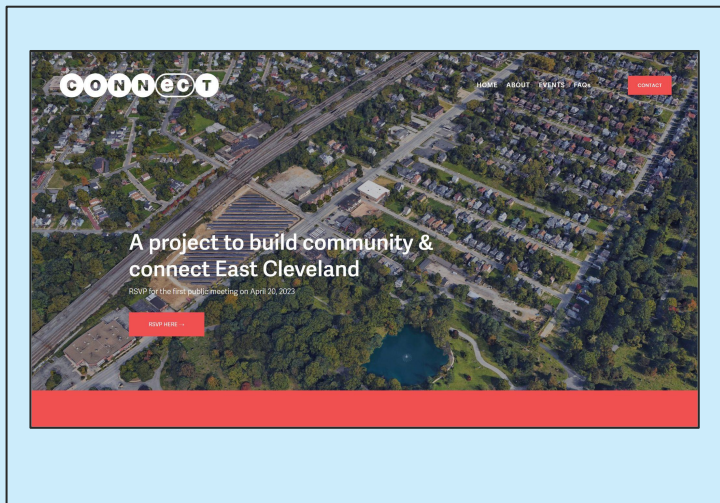 CONNeCT
HOME ABOUT EVENTS FAQs
CONTACT
A project to build community &
connect East Cleveland
RSVP for the first public meeting on April 20, 2023
RSVP HERE →